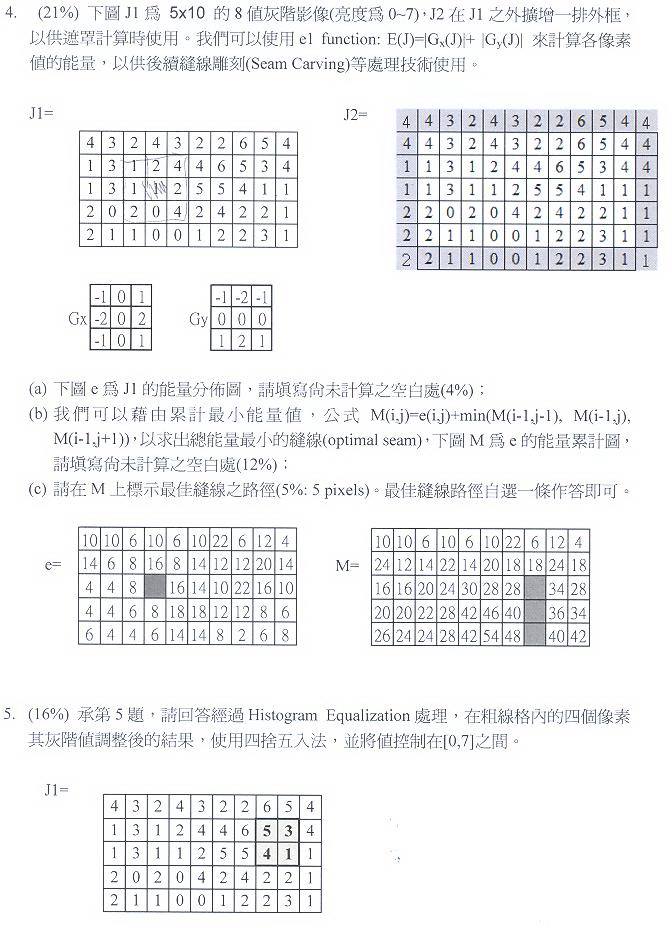 4. (21%) 下圖 J1 為 5x10 的 8 值灰階影像(亮度為 0~7)，J2 在 J1 之外擴增一排外框，
以供遮罩計算時使用。我們可以使用 e1 function: E(J)=|Gx(J)|+ |Gy(J)| 來計算各像素
值的能量，以供後續縫線雕刻(Seam Carving)等處理技術使用。
J1=
4 3 2 4 3 2 2 6 5 4
1 3 1 2 4 4 6 5 3 4
1 3 1 1 2 5 5 4 1 1
2 0 2 0 4 2 4 2 2 1
2 1 1 0 0 1 2 2 3 1
J2=
4 4 3 2 4 3 2 2 6 5 4 4
4 4 3 2 4 3 2 2 6 5 4 4
1 1 3 1 2 4 4 6 5 3 4 4
1 1 3 1 1 2 5 5 4 1 1 1
2 2 0 2 0 4 2 4 2 2 1 1
2 2 1 1 0 0 1 2 2 3 1 1
2 2 1 1 0 0 1 2 2 3 1 1
Gx
-1 0 1
-2 0 2
-1 0 1
Gy
-1 -2 -1
0 0 0
1 2 1
(a) 下圖 e 為 J1 的能量分佈圖，請填寫尚未計算之空白處(4%)；
(b) 我們可以藉由累計最小能量值，公式 M(i,j)=e(i,j)+min(M(i-1,j-1), M(i-1,j),
M(i-1,j+1))，以求出總能量最小的縫線(optimal seam)，下圖 M 為 e 的能量累計圖，
請填寫尚未計算之空白處(12%)；
(c) 請在 M 上標示最佳縫線之路徑(5%: 5 pixels)。最佳縫線路徑自選一條作答即可。
e=
10 10 6 10 6 10 22 6 12 4
14 6 8 16 8 14 12 12 20 14
4 4 8 16 14 10 22 16 10
4 4 6 8 18 18 12 12 8 6
6 4 4 6 14 14 8 2 6 8
M=
10 10 6 10 6 10 22 6 12 4
24 12 14 22 14 20 18 18 24 18
16 16 20 24 30 28 28 34 28
20 20 22 28 42 46 40 36 34
26 24 24 28 42 54 48 40 42
5. (16%) 承第 5 題，請回答經過 Histogram Equalization 處理，在粗線格內的四個像素
其灰階值調整後的結果，使用四捨五入法，並將值控制在[0,7]之間。
J1=
4 3 2 4 3 2 2 6 5 4
1 3 1 2 4 4 6 5 3 4
1 3 1 1 2 5 5 4 1 1
2 0 2 0 4 2 4 2 2 1
2 1 1 0 0 1 2 2 3 1